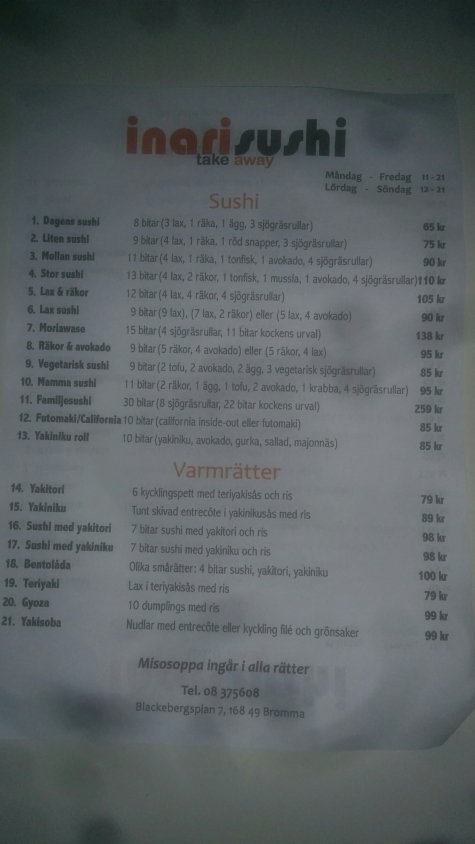 inarisushi
take away
Måndag - Fredag 11-21
Lördag - Söndag 12-21
Sushi
1. Dagens sushi 8 bitar (3 lax, 1 räka, 1 ägg, 3 sjögräsrullar) 65 kr
2. Liten sushi 9 bitar (4 lax, 1 räka, 1 röd snapper, 3 sjögräsrullar) 75 kr
3. Mellan sushi 11 bitar (4 lax, 1 räka, 1 tonfisk, 1 avokado, 4 sjögräsrullar) 90 kr
4. Stor sushi 13 bitar (4 lax, 2 räkor, 1 tonfisk, 1 mussla, 1 avokado, 4 sjögräsrullar) 110 kr
5. Lax & räkor 12 bitar (4 lax, 4 räkor, 4 sjögräsrullar) 105 kr
6. Lax sushi 9 bitar (9 lax), (7 lax, 2 räkor) eller (5 lax, 4 avokado) 90 kr
7. Moriawase 15 bitar (4 sjögräsrullar, 11 bitar kockens urval) 138 kr
8. Räkor & avokado 9 bitar (5 räkor, 4 avokado) eller (5 räkor, 4 lax) 95 kr
9. Vegetarisk sushi 9 bitar (2 tofu, 2 avokado, 2 ägg, 3 vegetarisk sjögräsrullar) 85 kr
10. Mamma sushi 11 bitar (2 räkor, 1 ägg, 1 tofu, 2 avokado, 1 krabba, 4 sjögräsrullar) 95 kr
11. Familjesushi 30 bitar (8 sjögräsrullar, 22 bitar kockens urval) 259 kr
12. Futomaki/California 10 bitar (california inside-out eller futomaki) 85 kr
13. Yakiniku roll 10 bitar (yakiniku, avokado, gurka, sallad, majonnäs) 85 kr
Varmrätter
14. Yakitori 6 kycklingspett med teriyakisås och ris 79 kr
15. Yakiniku Tunt skivad entrecôte i yakinikusås med ris 89 kr
16. Sushi med yakitori 7 bitar sushi med yakitori och ris 98 kr
17. Sushi med yakiniku 7 bitar sushi med yakiniku och ris 98 kr
18. Bentolåda Olika smårätter: 4 bitar sushi, yakitori, yakiniku 100 kr
19. Teriyaki Lax i teriyakisås med ris 79 kr
20. Gyoza 10 dumplings med ris 99 kr
21. Yakisoba Nudlar med entrecôte eller kyckling filé och grönsaker 99 kr
Misosoppa ingår i alla rätter
Tel. 08 375608
Blackebergsplan 7, 168 49 Bromma